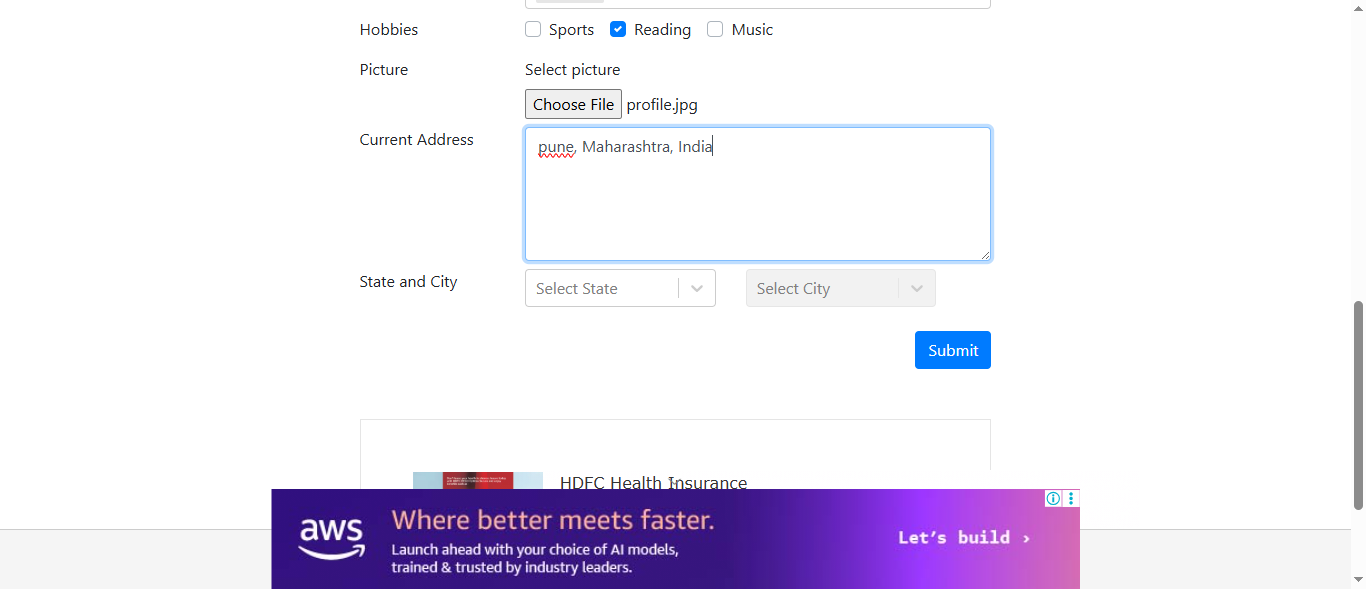 Hobbies Sports Reading Music
Picture Select picture
Choose File profile.jpg
Current Address pune, Maharashtra, India
State and City Select State Select City
Submit
HDFC Health Insurance
aws
Where better meets faster.
Launch ahead with your choice of AI models,
trained & trusted by industry leaders.
Let's build ›